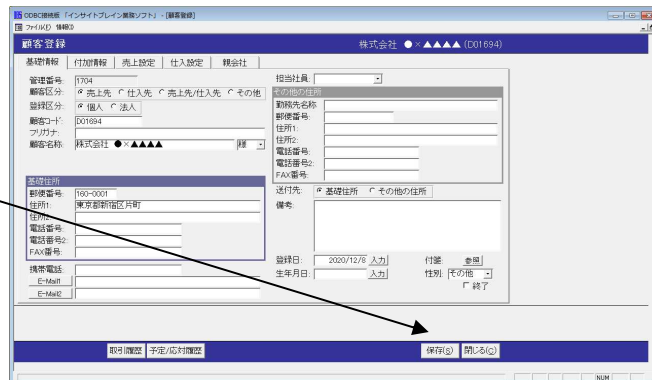 ODBC接続版 「インサイトブレイン業務ソフト」 - [顧客登録]
ファイル(F) 情報(X)
顧客登録 株式会社 ●×▲▲▲▲ (D01694)
基礎情報 付加情報 売上設定 仕入設定 親会社
管理番号: 1704
顧客区分: 売上先 仕入先 売上先/仕入先 その他
登録区分: 個人 法人
顧客コード: D01694
フリガナ:
顧客名称: 株式会社 ●×▲▲▲▲ 様
基礎住所
郵便番号: 160-0001
住所1: 東京都新宿区片町
住所2:
電話番号:
電話番号2:
FAX番号:
携帯電話:
E-Mail1
E-Mail2
担当社員:
その他の住所
勤務先名称:
郵便番号:
住所1:
住所2:
電話番号:
電話番号2:
FAX番号:
送付先: 基礎住所 その他の住所
備考:
登録日: 2020/12/8 入力 付箋: 参照
生年月日: 入力 性別: その他
終了
取引履歴 予定/応対履歴 保存(S) 閉じる(C)
NUM